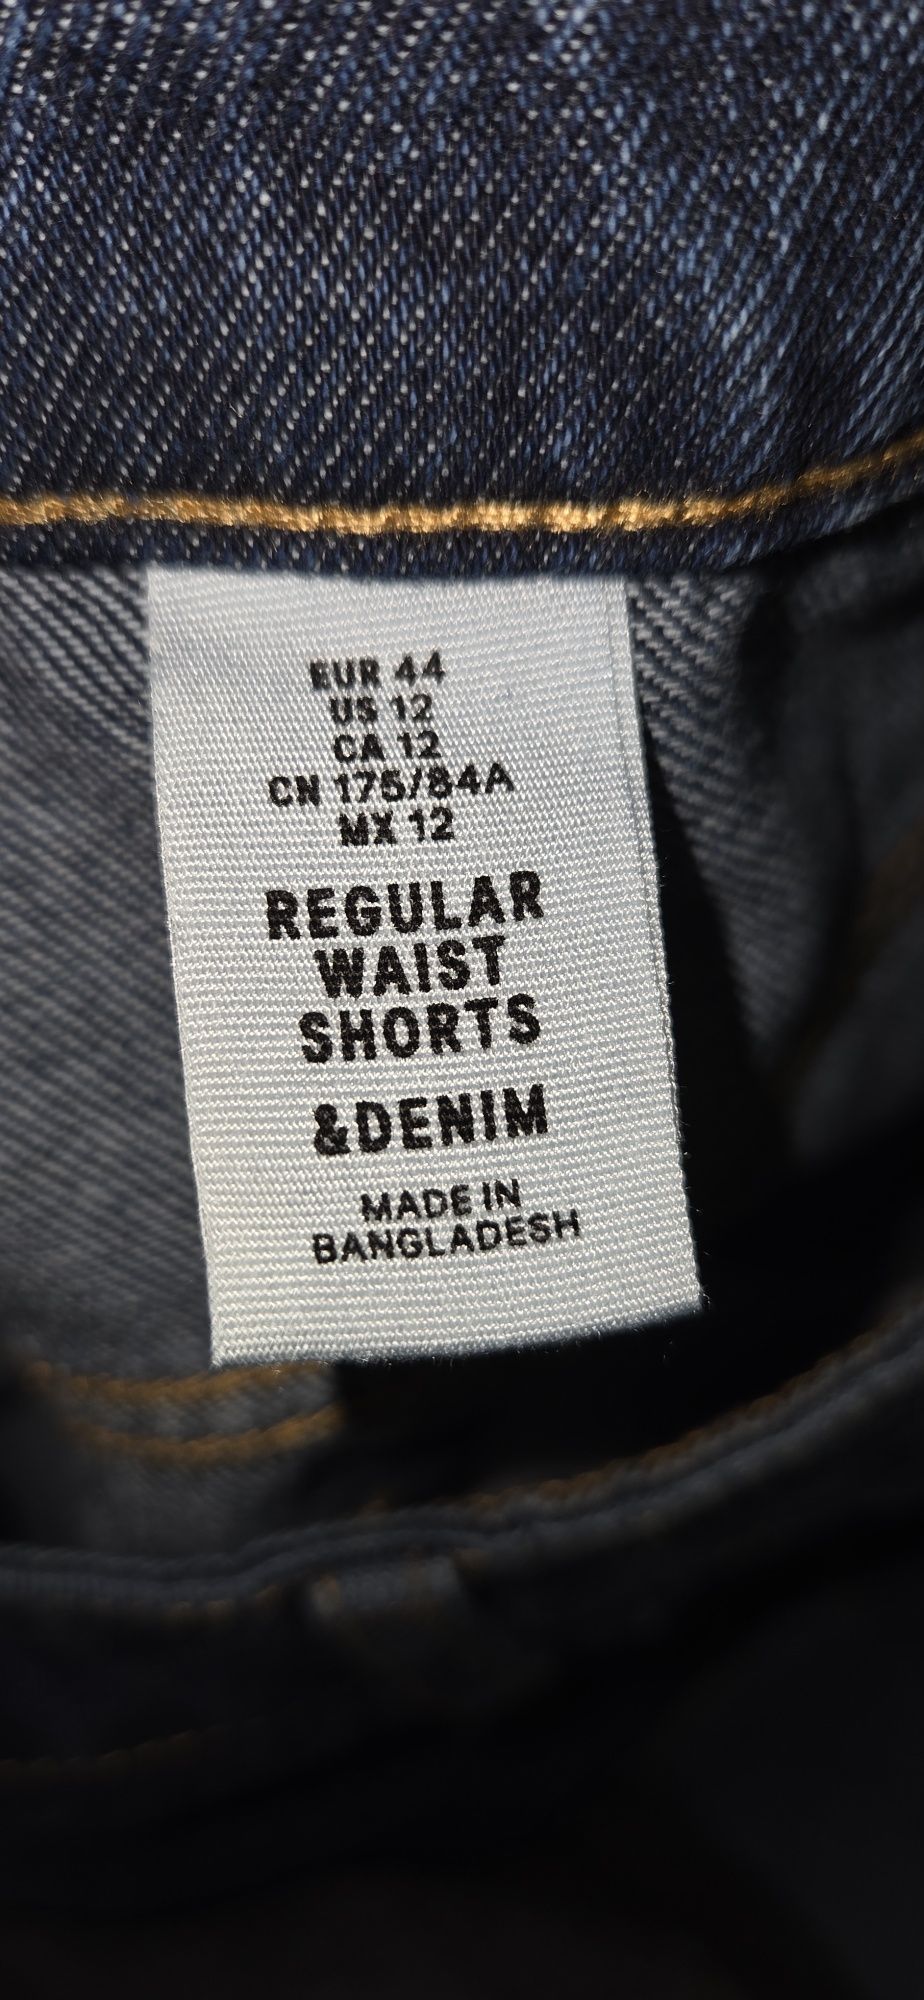 EUR 44
US 12
CA 12
CN 175/84A
MX 12
REGULAR
WAIST
SHORTS
&DENIM
MADE IN
BANGLADESH